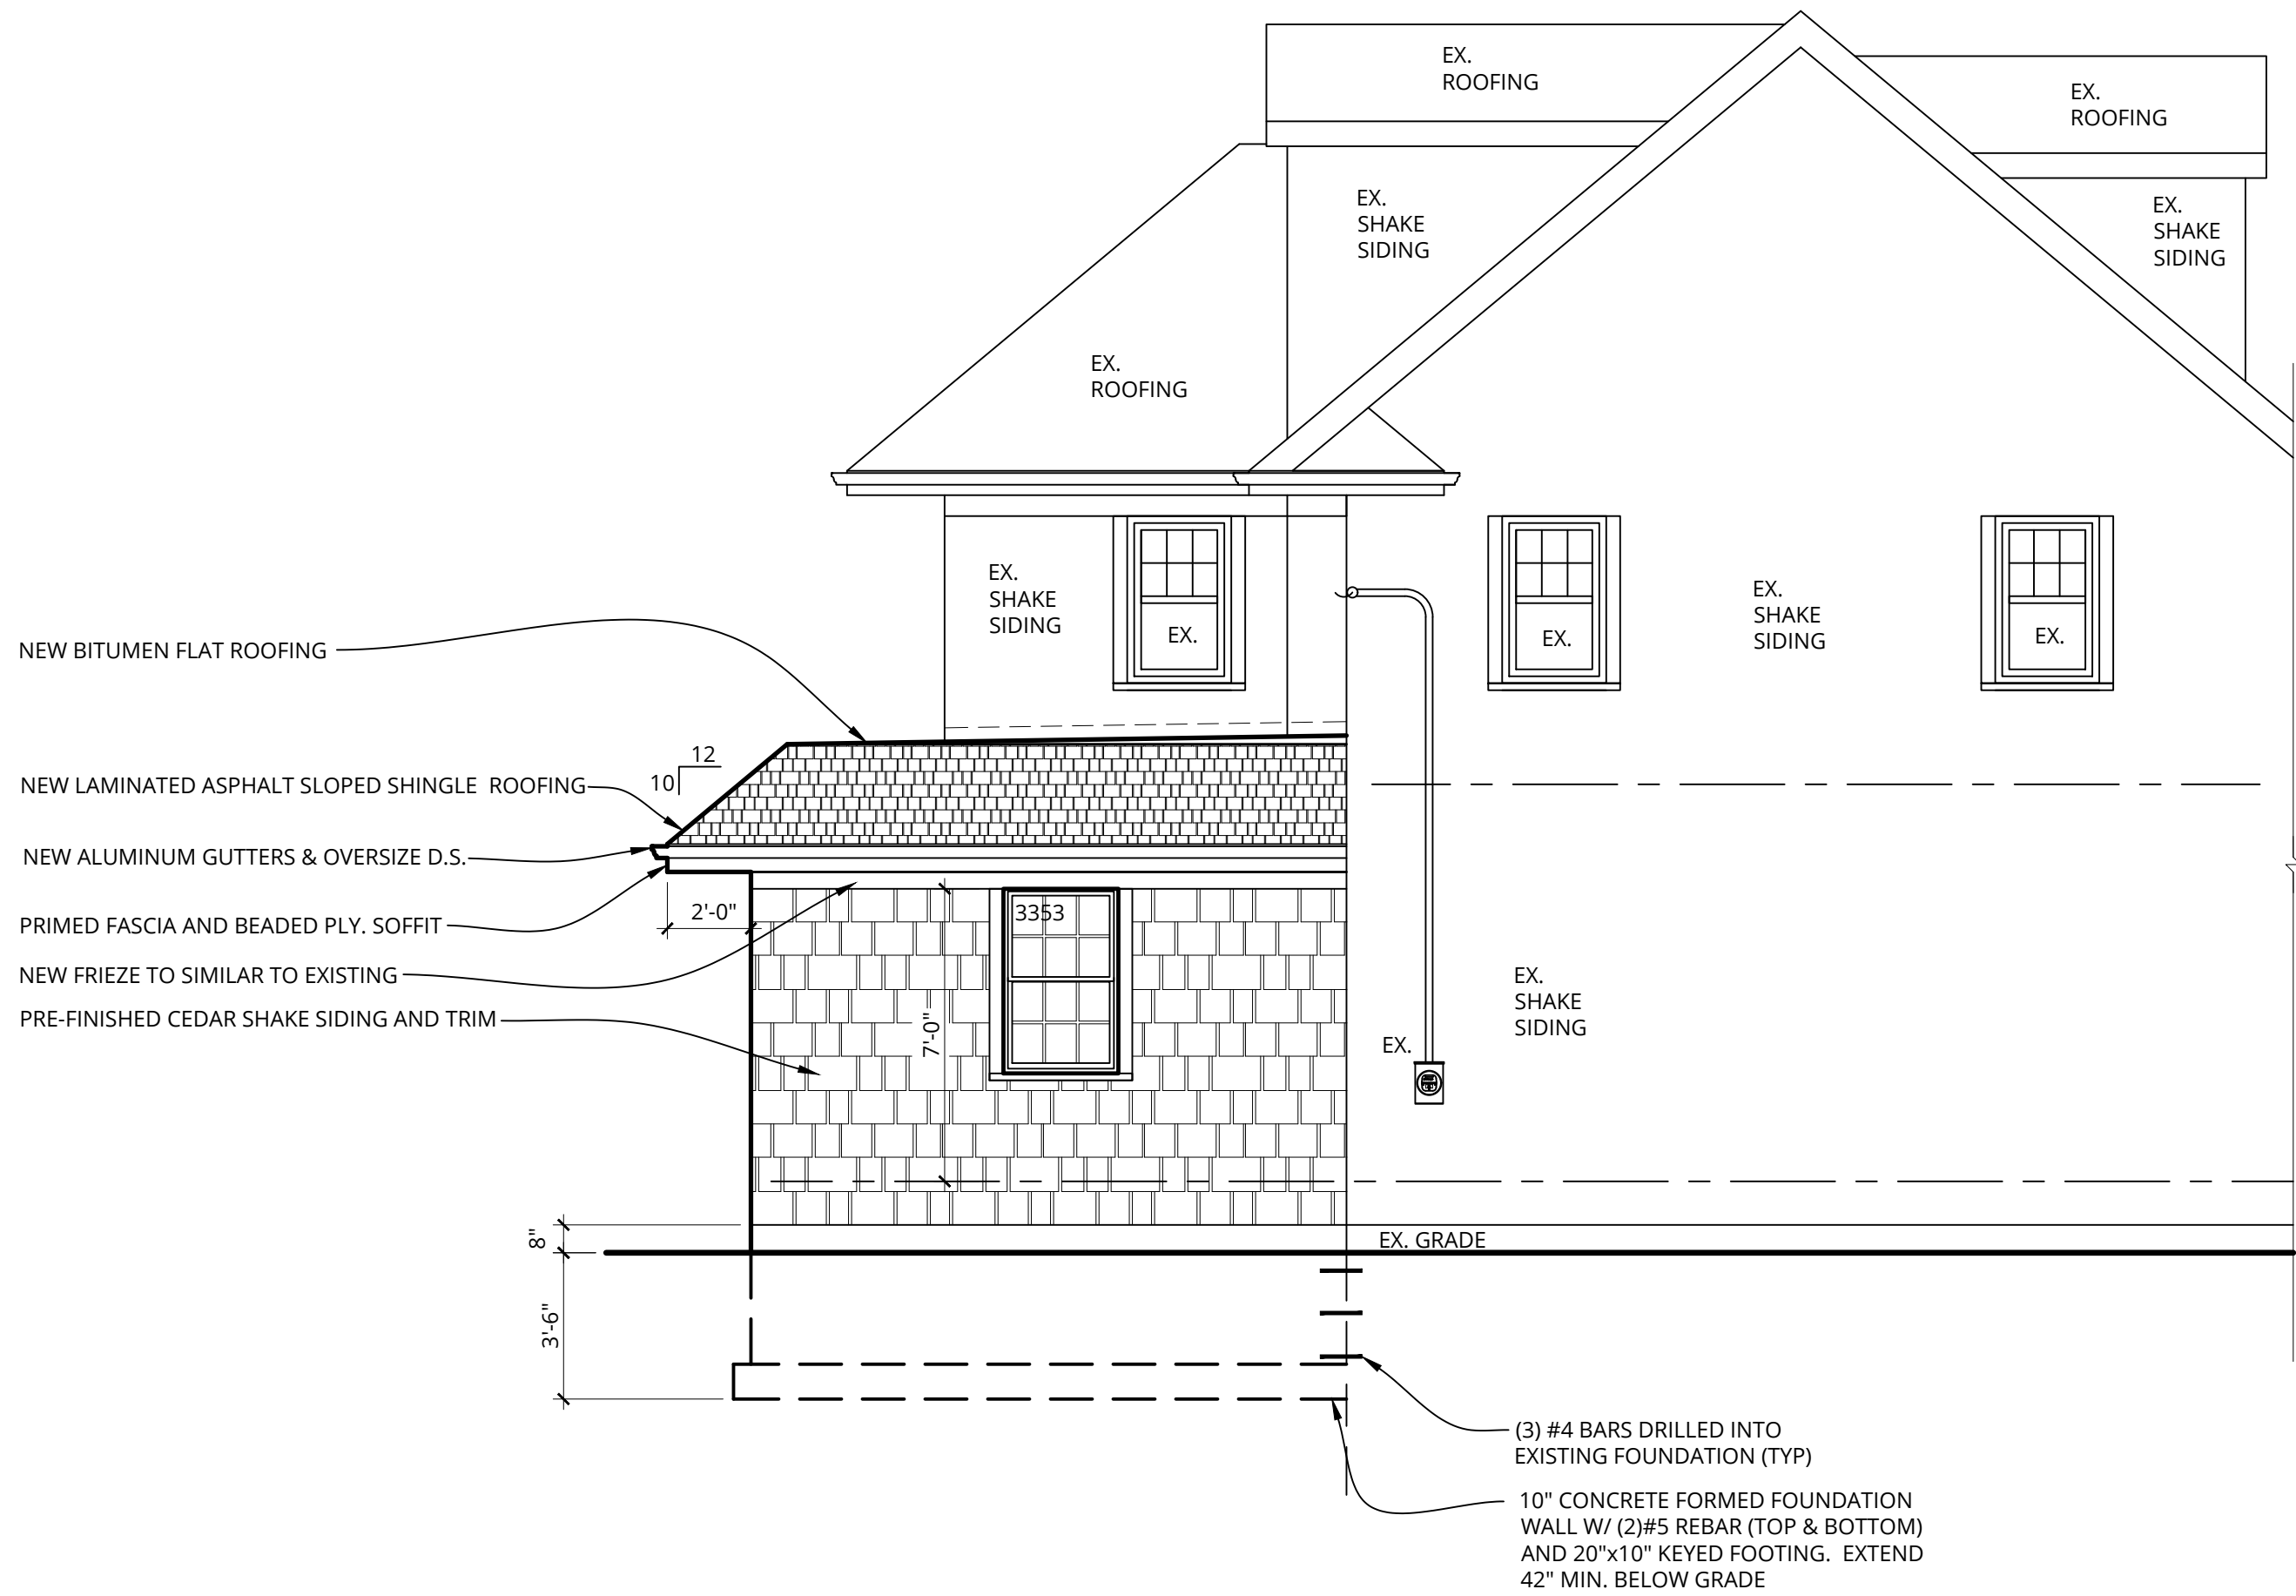 EX.
ROOFING
EX.
ROOFING
EX.
SHAKE
SIDING
EX.
SHAKE
SIDING
EX.
ROOFING
EX.
SHAKE
SIDING
EX.
EX.
EX.
SHAKE
SIDING
EX.
NEW BITUMEN FLAT ROOFING
12
10
NEW LAMINATED ASPHALT SLOPED SHINGLE ROOFING
NEW ALUMINUM GUTTERS & OVERSIZE D.S.
PRIMED FASCIA AND BEADED PLY. SOFFIT
2'-0"
3353
NEW FRIEZE TO SIMILAR TO EXISTING
PRE-FINISHED CEDAR SHAKE SIDING AND TRIM
7'-0"
EX.
SHAKE
SIDING
EX.
8"
EX. GRADE
3'-6"
(3) #4 BARS DRILLED INTO
EXISTING FOUNDATION (TYP)
10" CONCRETE FORMED FOUNDATION
WALL W/ (2)#5 REBAR (TOP & BOTTOM)
AND 20"x10" KEYED FOOTING. EXTEND
42" MIN. BELOW GRADE